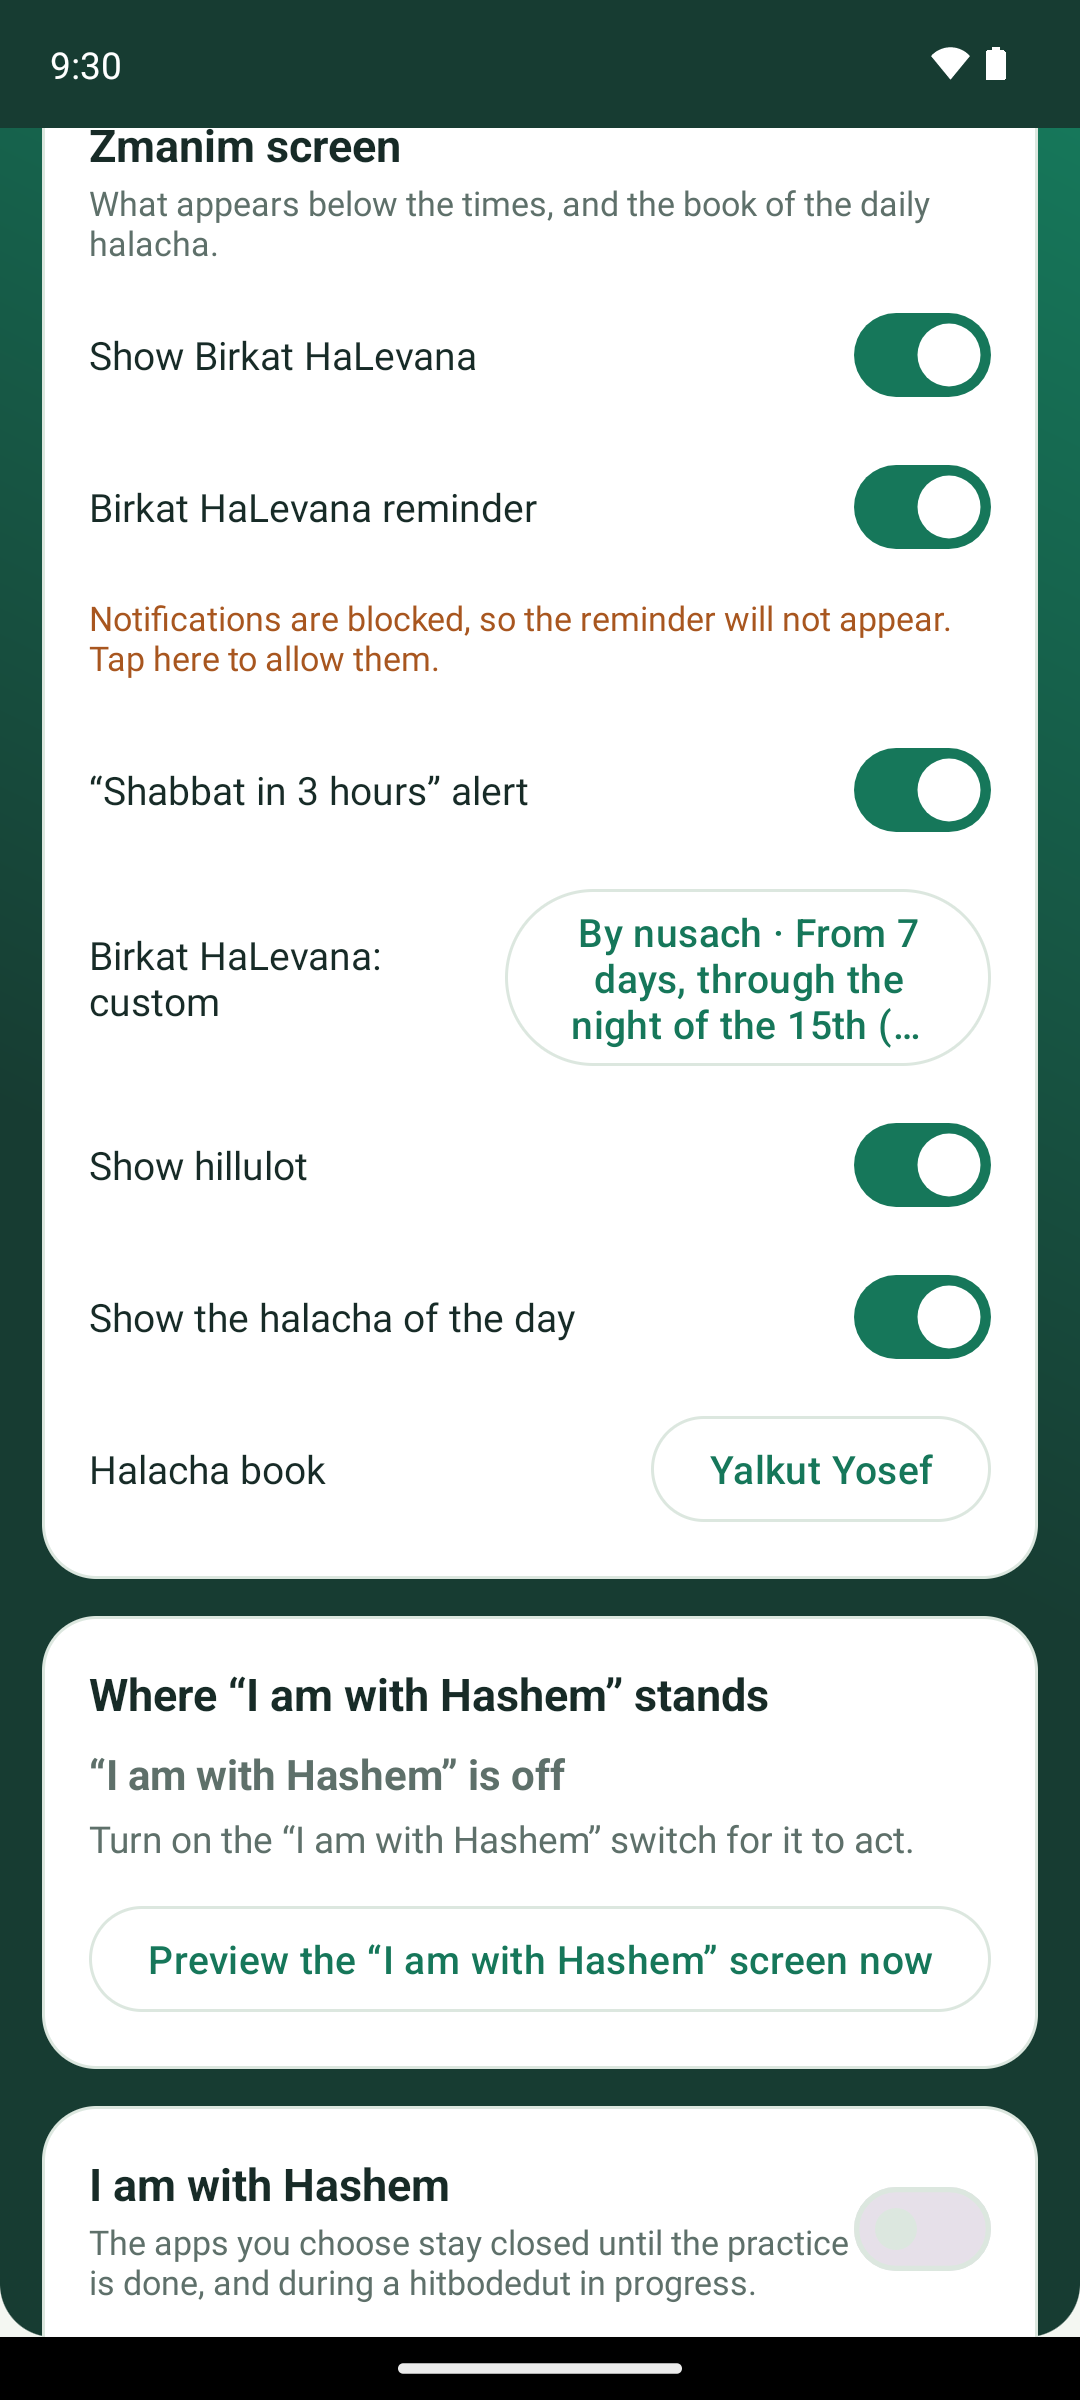 9:30
Zmanim screen
What appears below the times, and the book of the daily
halacha.
Show Birkat HaLevana
Birkat HaLevana reminder
Notifications are blocked, so the reminder will not appear.
Tap here to allow them.
“Shabbat in 3 hours” alert
Birkat HaLevana:
custom
By nusach · From 7
days, through the
night of the 15th (…
Show hillulot
Show the halacha of the day
Halacha book
Yalkut Yosef
Where “I am with Hashem” stands
“I am with Hashem” is off
Turn on the “I am with Hashem” switch for it to act.
Preview the “I am with Hashem” screen now
I am with Hashem
The apps you choose stay closed until the practice
is done, and during a hitbodedut in progress.